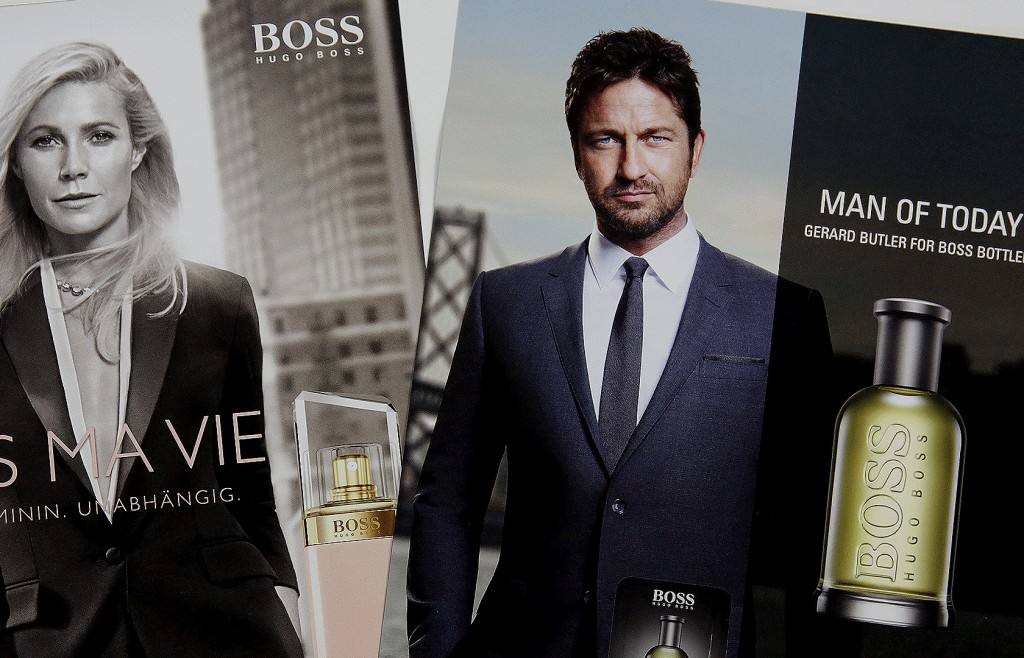 BOSS
HUGO BOSS
S MA VIE
MININ. UNABHÄNGIG.
BOSS
HUGO BOSS
MAN OF TODAY
GERARD BUTLER FOR BOSS BOTTLE
BOSS
HUGO BOSS
BOSS
HUGO BOSS